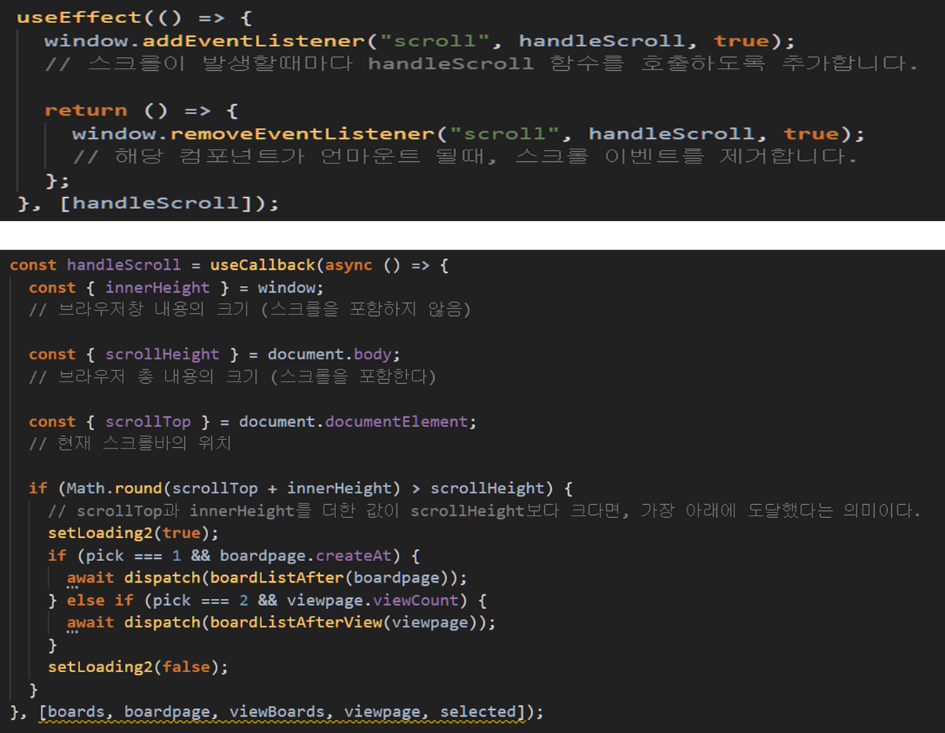 useEffect(() => {
window.addEventListener("scroll", handleScroll, true);
// 스크롤이 발생할때마다 handleScroll 함수를 호출하도록 추가합니다.
return () => {
window.removeEventListener("scroll", handleScroll, true);
// 해당 컴포넌트가 언마운트 될때, 스크롤 이벤트를 제거합니다.
};
}, [handleScroll]);
const handleScroll = useCallback(async () => {
const { innerHeight } = window;
// 브라우저창 내용의 크기 (스크롤을 포함하지 않음)
const { scrollHeight } = document.body;
// 브라우저 총 내용의 크기 (스크롤을 포함한다)
const { scrollTop } = document.documentElement;
// 현재 스크롤바의 위치
if (Math.round(scrollTop + innerHeight) > scrollHeight) {
// scrollTop과 innerHeight를 더한 값이 scrollHeight보다 크다면, 가장 아래에 도달했다는 의미이다.
setLoading2(true);
if (pick === 1 && boardpage.createAt) {
await dispatch(boardListAfter(boardpage));
} else if (pick === 2 && viewpage.viewCount) {
await dispatch(boardListAfterView(viewpage));
}
setLoading2(false);
}
}, [boards, boardpage, viewBoards, viewpage, selected]);